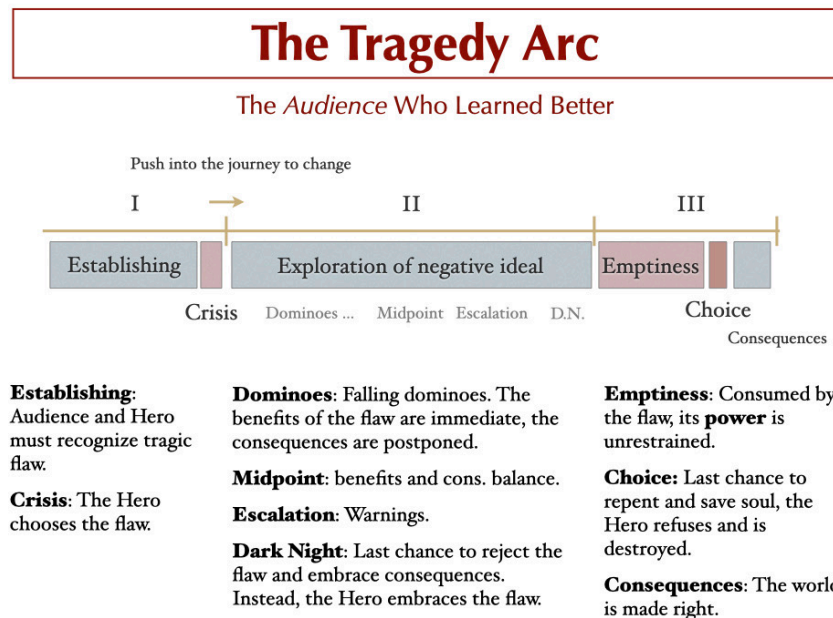 The Tragedy Arc
The Audience Who Learned Better
Push into the journey to change
I
II
III
Establishing
Exploration of negative ideal
Emptiness
Crisis
Dominoes ...
Midpoint
Escalation
D.N.
Choice
Consequences
Establishing:
Audience and Hero
must recognize tragic
flaw.
Crisis: The Hero
chooses the flaw.
Dominoes: Falling dominoes. The
benefits of the flaw are immediate, the
consequences are postponed.
Midpoint: benefits and cons. balance.
Escalation: Warnings.
Dark Night: Last chance to reject the
flaw and embrace consequences.
Instead, the Hero embraces the flaw.
Emptiness: Consumed by
the flaw, its power is
unrestrained.
Choice: Last chance to
repent and save soul, the
Hero refuses and is
destroyed.
Consequences: The world
is made right.